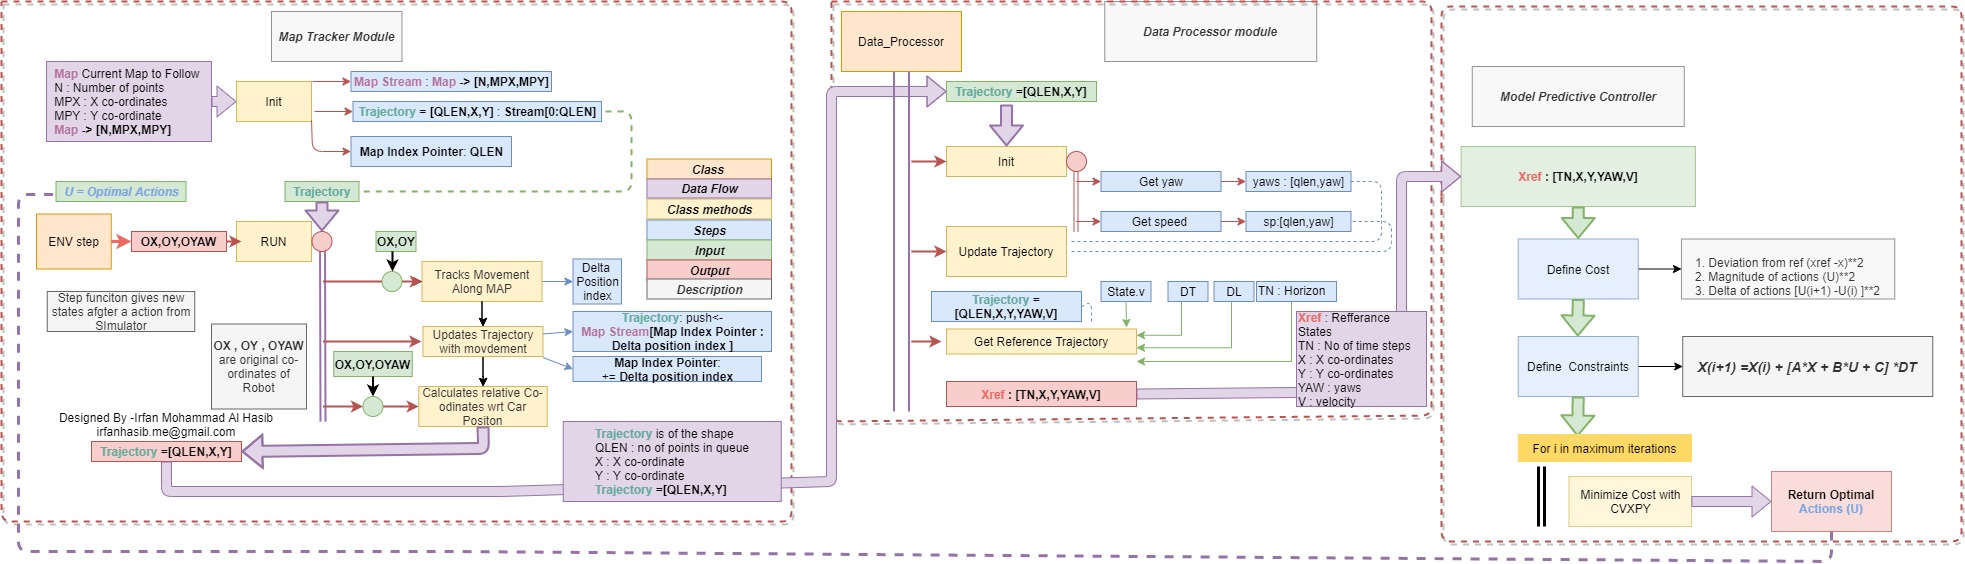 Map Tracker Module
Map Current Map to Follow
N : Number of points
MPX : X co-ordinates
MPY : Y co-ordinate
Map -> [N,MPX,MPY]
Init
Map Stream : Map -> [N,MPX,MPY]
Trajectory = [QLEN,X,Y] : Stream[0:QLEN]
Map Index Pointer: QLEN
Class
Data Flow
Class methods
Steps
Input
Output
Description
U = Optimal Actions
Trajectory
ENV step
OX,OY,OYAW
RUN
OX,OY
Tracks Movement
Along MAP
Delta
Position
index
Step funciton gives new
states afgter a action from
SImulator
OX , OY , OYAW
are original co-
ordinates of
Robot
Updates Trajectory
with movdement
Trajectory: push<-
Map Stream[Map Index Pointer :
Delta position index ]
Map Index Pointer:
+= Delta position index
OX,OY,OYAW
Calculates relative Co-
odinates wrt Car
Positon
Designed By -Irfan Mohammad Al Hasib
irfanhasib.me@gmail.com
Trajectory =[QLEN,X,Y]
Trajectory is of the shape
QLEN : no of points in queue
X : X co-ordinate
Y : Y co-ordinate
Trajectory =[QLEN,X,Y]
Data_Processor
Data Processor module
Trajectory =[QLEN,X,Y]
Init
Get yaw
yaws : [qlen,yaw]
Get speed
sp:[qlen,yaw]
Update Trajectory
Trajectory =
[QLEN,X,Y,YAW,V]
State.v
DT
DL
TN : Horizon
Get Reference Trajectory
Xref : [TN,X,Y,YAW,V]
Xref : Refferance
States
TN : No of time steps
X : X co-ordinates
Y : Y co-ordinates
YAW : yaws
V : velocity
Model Predictive Controller
Xref : [TN,X,Y,YAW,V]
Define Cost
1. Deviation from ref (xref -x)**2
2. Magnitude of actions (U)**2
3. Delta of actions [U(i+1) -U(i) ]**2
Define Constraints
X(i+1) =X(i) + [A*X + B*U + C] *DT
For i in maximum iterations
Minimize Cost with
CVXPY
Return Optimal
Actions (U)